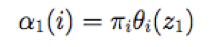 α₁(i) = πᵢθᵢ(z₁)